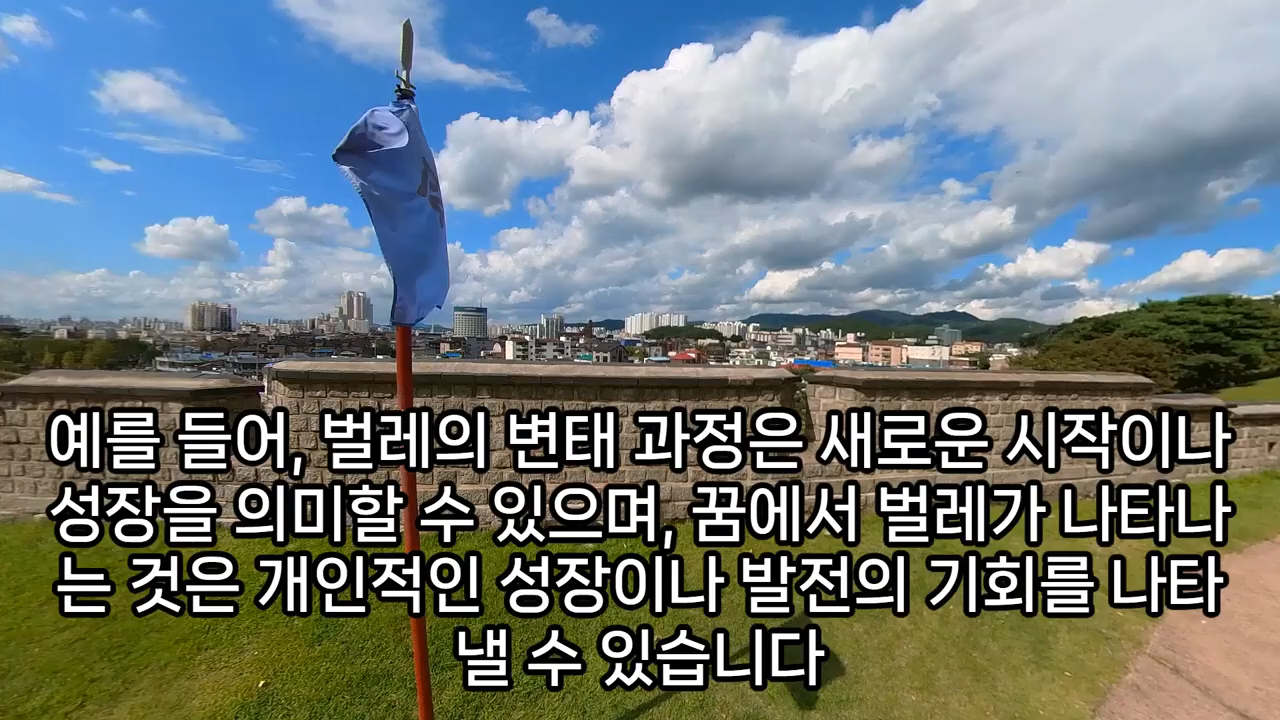 예를 들어, 벌레의 변태 과정은 새로운 시작이나
성장을 의미할 수 있으며, 꿈에서 벌레가 나타나
는 것은 개인적인 성장이나 발전의 기회를 나타
낼 수 있습니다